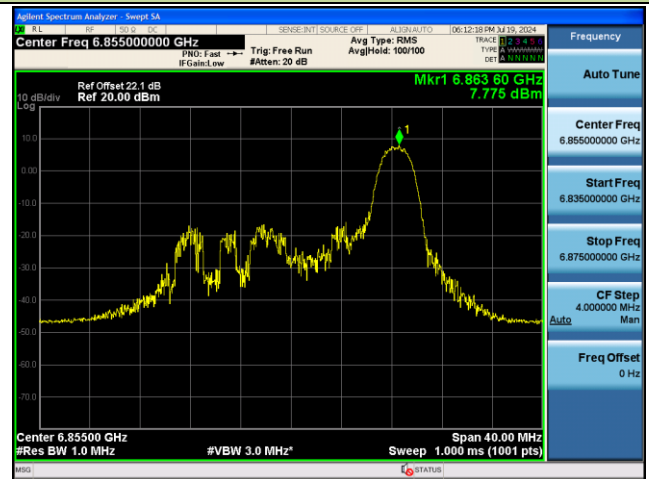 Agilent Spectrum Analyzer - Swept SA
RL RF 50 Ω DC SENSE:INT SOURCE OFF ALIGNAUTO 06:12:18 PM Jul 19, 2024
Center Freq 6.855000000 GHz
PNO: Fast
IFGain:Low
Trig: Free Run
#Atten: 20 dB
Avg Type: RMS
Avg|Hold: 100/100
TRACE 1 2 3 4 5 6
TYPE A
DET A N N N N N
Ref Offset 22.1 dB
10 dB/div Ref 20.00 dBm
Log
Mkr1 6.863 60 GHz
7.775 dBm
1
10.0
0.00
-10.0
-20.0
-30.0
-40.0
-50.0
-60.0
-70.0
Center 6.85500 GHz Span 40.00 MHz
#Res BW 1.0 MHz #VBW 3.0 MHz* Sweep 1.000 ms (1001 pts)
MSG STATUS
Frequency
Auto Tune
Center Freq
6.855000000 GHz
Start Freq
6.835000000 GHz
Stop Freq
6.875000000 GHz
CF Step
4.000000 MHz
Auto Man
Freq Offset
0 Hz